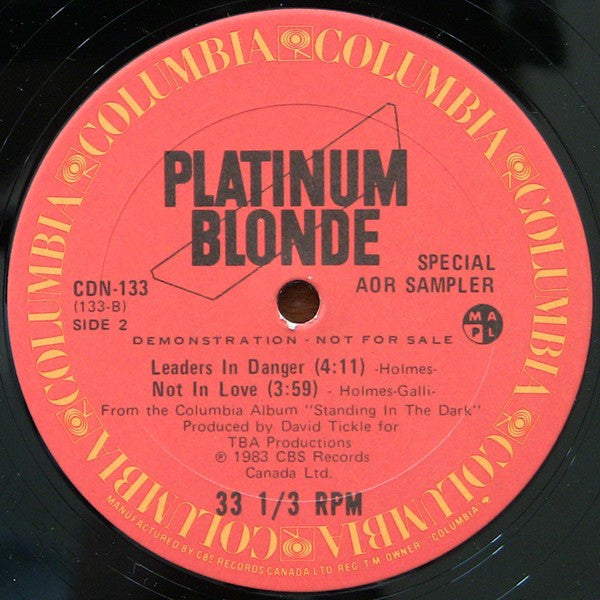 COLUMBIA COLUMBIA COLUMBIA COLUMBIA COLUMBIA COLUMBIA COLUMBIA COLUMBIA
PLATINUM
BLONDE
SPECIAL
AOR SAMPLER
CDN-133
(133-B)
SIDE 2
M A
P L
DEMONSTRATION - NOT FOR SALE
Leaders In Danger (4:11) -Holmes-
Not In Love (3:59) - Holmes-Galli-
From the Columbia Album "Standing In The Dark"
Produced by David Tickle for
TBA Productions
℗ 1983 CBS Records
Canada Ltd.
33 1/3 RPM
MANUFACTURED BY CBS RECORDS CANADA LTD. REG. T.M. OWNER -COLUMBIA-